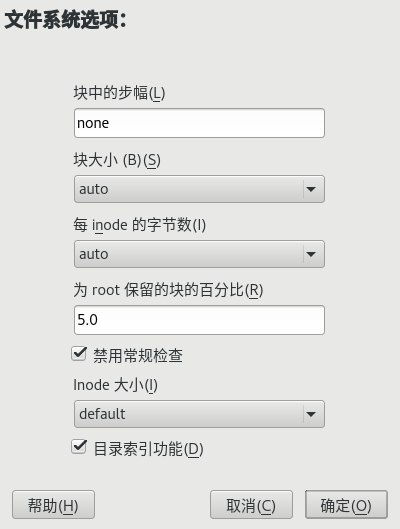 文件系统选项：
块中的步幅(L)
none
块大小 (B)(S)
auto
每 inode 的字节数(I)
auto
为 root 保留的块的百分比(R)
5.0
禁用常规检查
Inode 大小(I)
default
目录索引功能(D)
帮助(H) 取消(C) 确定(O)